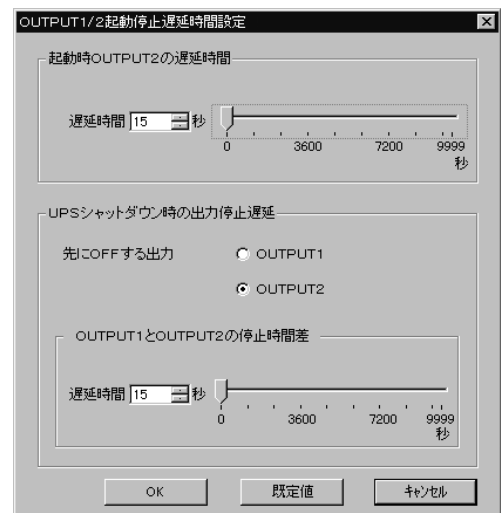 OUTPUT1/2起動停止遅延時間設定
起動時OUTPUT2の遅延時間
遅延時間 15 秒
0 3600 7200 9999
秒
UPSシャットダウン時の出力停止遅延
先にOFFする出力 OUTPUT1
OUTPUT2
OUTPUT1とOUTPUT2の停止時間差
遅延時間 15 秒
0 3600 7200 9999
秒
OK 既定値 キャンセル